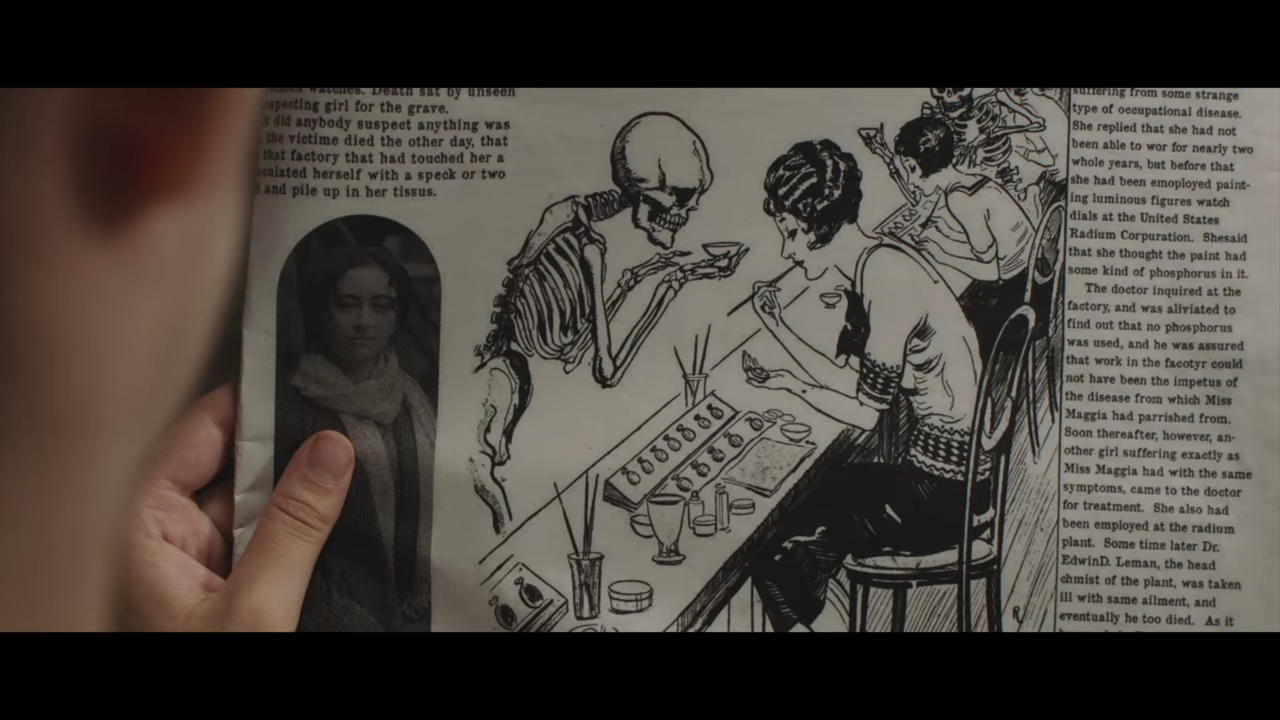 watches. Death sat by unseen
specting girl for the grave.
did anybody suspect anything was
the victime died the other day, that
that factory that had touched her a
culated herself with a speck or two
and pile up in her tissus.
suffering from some strange
type of occupational disease.
She replied that she had not
been able to wor for nearly two
whole years, but before that
she had been emoployed paint-
ing luminous figures watch
dials at the United States
Radium Corpuration. Shesaid
that she thought the paint had
some kind of phosphorus in it.
The doctor inquired at the
factory, and was aliviated to
find out that no phosphorus
was used, and he was assured
that work in the facotyr could
not have been the impetus of
the disease from which Miss
Maggia had parrished from.
Soon thereafter, however, an-
other girl suffering exactly as
Miss Maggia had with the same
symptoms, came to the doctor
for treatment. She also had
been employed at the radium
plant. Some time later Dr.
EdwinD. Leman, the head
chmist of the plant, was taken
ill with same ailment, and
eventually he too died. As it
R